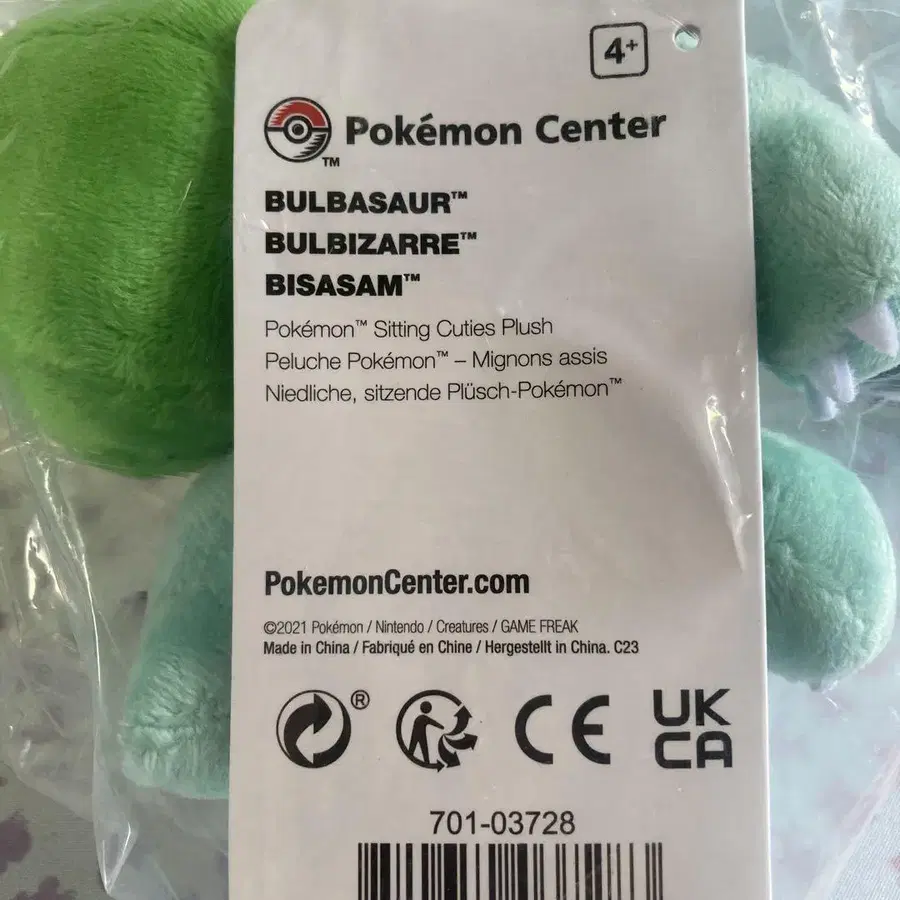 4+
Pokémon Center
TM
BULBASAUR™
BULBIZARRE™
BISASAM™
Pokémon™ Sitting Cuties Plush
Peluche Pokémon™ – Mignons assis
Niedliche, sitzende Plüsch-Pokémon™
PokemonCenter.com
©2021 Pokémon / Nintendo / Creatures / GAME FREAK
Made in China / Fabriqué en Chine / Hergestellt in China. C23
® CE UK
CA
701-03728